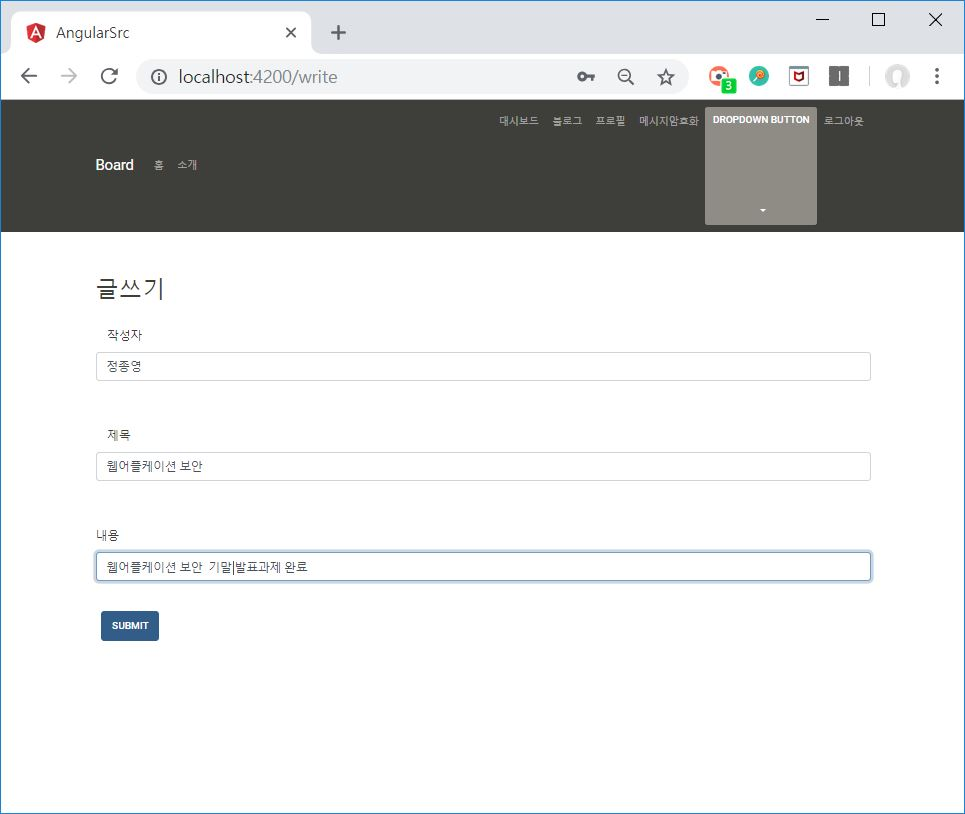 AngularSrc
localhost:4200/write
3
대시보드 블로그 프로필 메시지암호화 DROPDOWN BUTTON 로그아웃
Board 홈 소개
글쓰기
작성자
정종영
제목
웹어플케이션 보안
내용
웹어플케이션 보안 기말발표과제 완료
SUBMIT